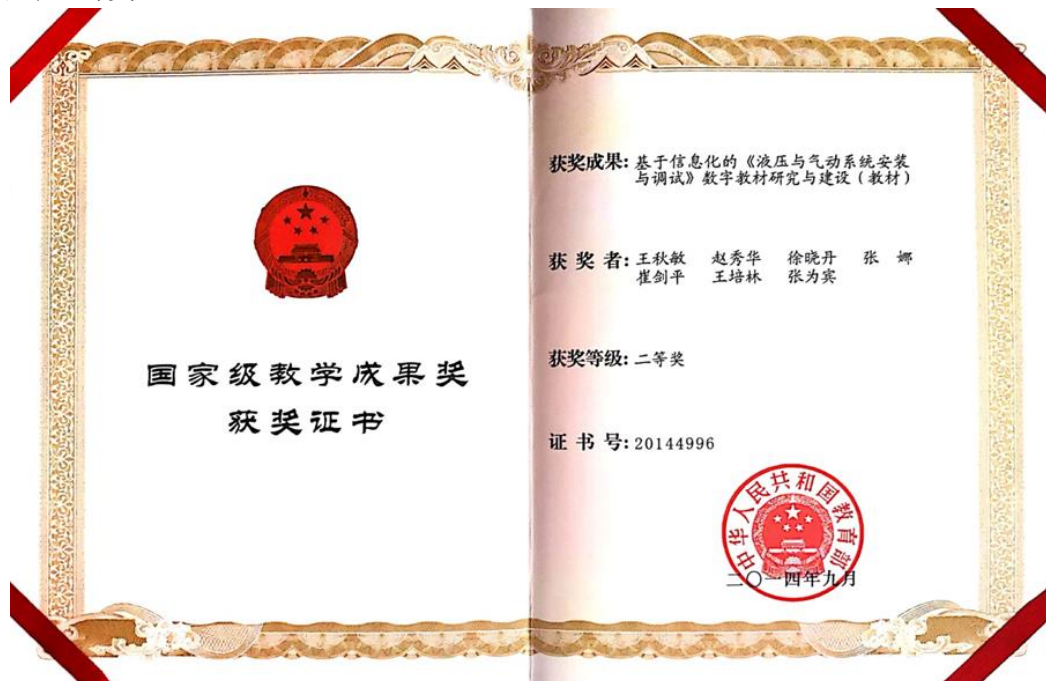 国家级教学成果奖
获奖证书
获奖成果: 基于信息化的《液压与气动系统安装
与调试》数字教材研究与建设(教材)
获 奖 者: 王秋敏 赵秀华 徐晓丹 张 娜
崔剑平 王培林 张为宾
获奖等级: 二等奖
证 书 号: 20144996
中华人民共和国教育部
二〇一四年九月